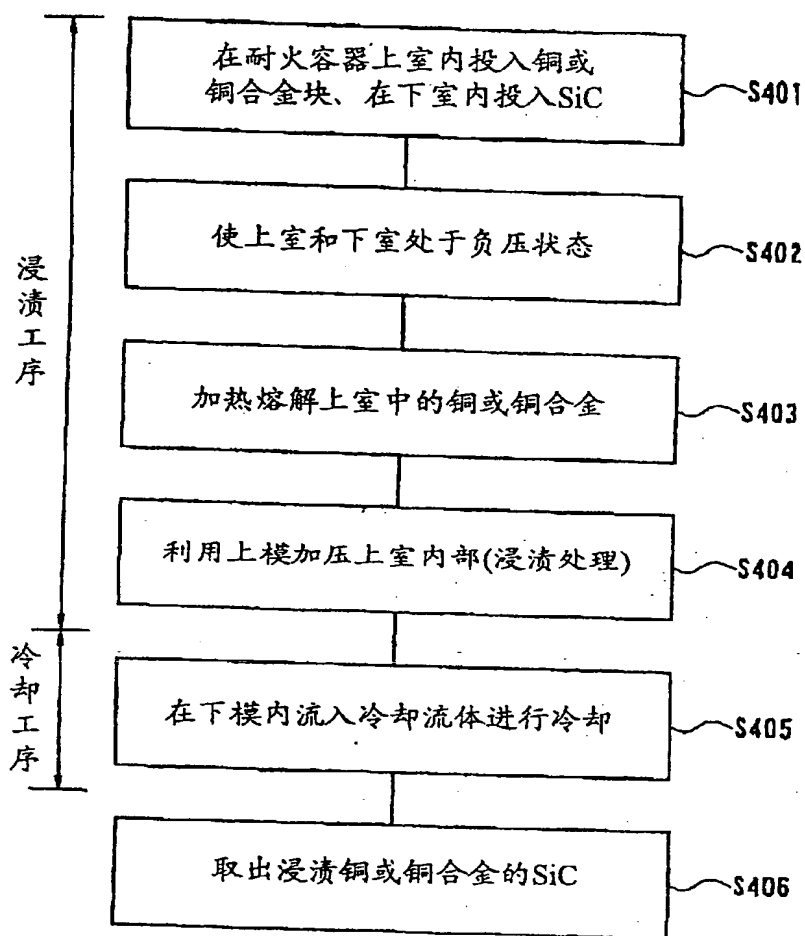 在耐火容器上室内投入铜或
铜合金块、在下室内投入SiC
S401
使上室和下室处于负压状态
S402
浸渍工序
加热熔解上室中的铜或铜合金
S403
利用上模加压上室内部(浸渍处理)
S404
冷却工序
在下模内流入冷却流体进行冷却
S405
取出浸渍铜或铜合金的SiC
S406